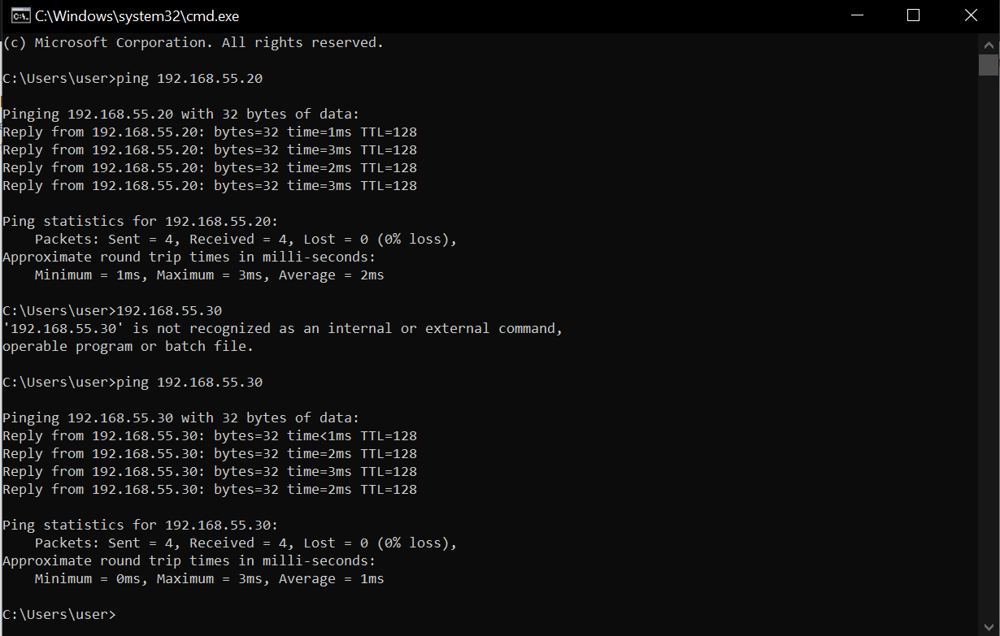 C:\Windows\system32\cmd.exe
(c) Microsoft Corporation. All rights reserved.
C:\Users\user>ping 192.168.55.20
Pinging 192.168.55.20 with 32 bytes of data:
Reply from 192.168.55.20: bytes=32 time=1ms TTL=128
Reply from 192.168.55.20: bytes=32 time=3ms TTL=128
Reply from 192.168.55.20: bytes=32 time=2ms TTL=128
Reply from 192.168.55.20: bytes=32 time=3ms TTL=128
Ping statistics for 192.168.55.20:
    Packets: Sent = 4, Received = 4, Lost = 0 (0% loss),
Approximate round trip times in milli-seconds:
    Minimum = 1ms, Maximum = 3ms, Average = 2ms
C:\Users\user>192.168.55.30
'192.168.55.30' is not recognized as an internal or external command,
operable program or batch file.
C:\Users\user>ping 192.168.55.30
Pinging 192.168.55.30 with 32 bytes of data:
Reply from 192.168.55.30: bytes=32 time<1ms TTL=128
Reply from 192.168.55.30: bytes=32 time=2ms TTL=128
Reply from 192.168.55.30: bytes=32 time=3ms TTL=128
Reply from 192.168.55.30: bytes=32 time=2ms TTL=128
Ping statistics for 192.168.55.30:
    Packets: Sent = 4, Received = 4, Lost = 0 (0% loss),
Approximate round trip times in milli-seconds:
    Minimum = 0ms, Maximum = 3ms, Average = 1ms
C:\Users\user>